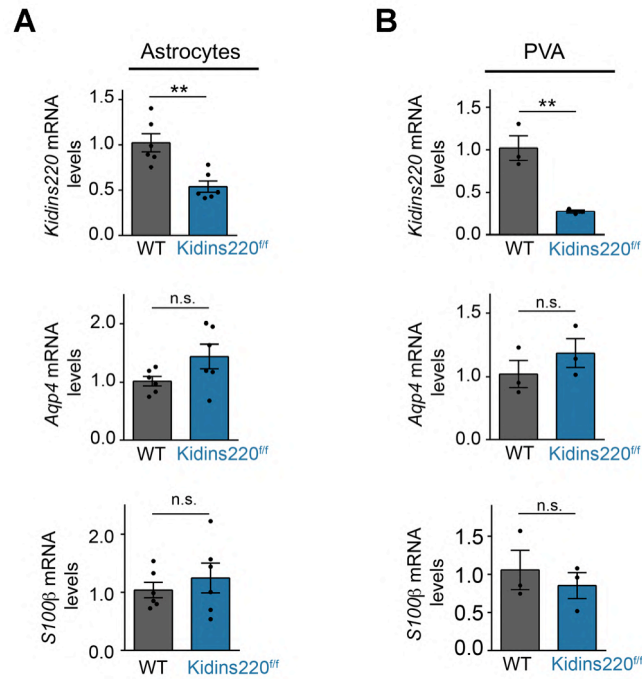 A
B
Astrocytes
PVA
Kidins220 mRNA
levels
1.5
1.0
0.5
0.0
**
WT
Kidins220f/f
Kidins220 mRNA
levels
1.5
1.0
0.5
0.0
**
WT
Kidins220f/f
Aqp4 mRNA
levels
2.0
1.0
0.0
n.s.
WT
Kidins220f/f
Aqp4 mRNA
levels
1.5
1.0
1.5
n.s.
WT
Kidins220f/f
S100β mRNA
levels
2.0
1.0
0.0
n.s.
WT
Kidins220f/f
S100β mRNA
levels
1.5
1.0
0.5
0.0
n.s.
WT
Kidins220f/f